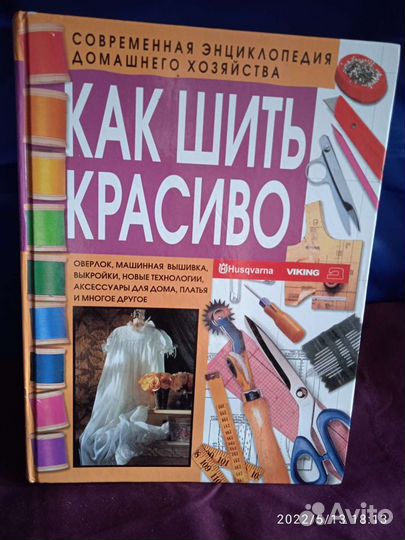 СОВРЕМЕННАЯ ЭНЦИКЛОПЕДИЯ
ДОМАШНЕГО ХОЗЯЙСТВА
КАК ШИТЬ
КРАСИВО
ОВЕРЛОК, МАШИННАЯ ВЫШИВКА,
ВЫКРОЙКИ, НОВЫЕ ТЕХНОЛОГИИ,
АКСЕССУАРЫ ДЛЯ ДОМА, ПЛАТЬЯ
И МНОГОЕ ДРУГОЕ
Husqvarna VIKING
Avito
2022/5/13 18:13